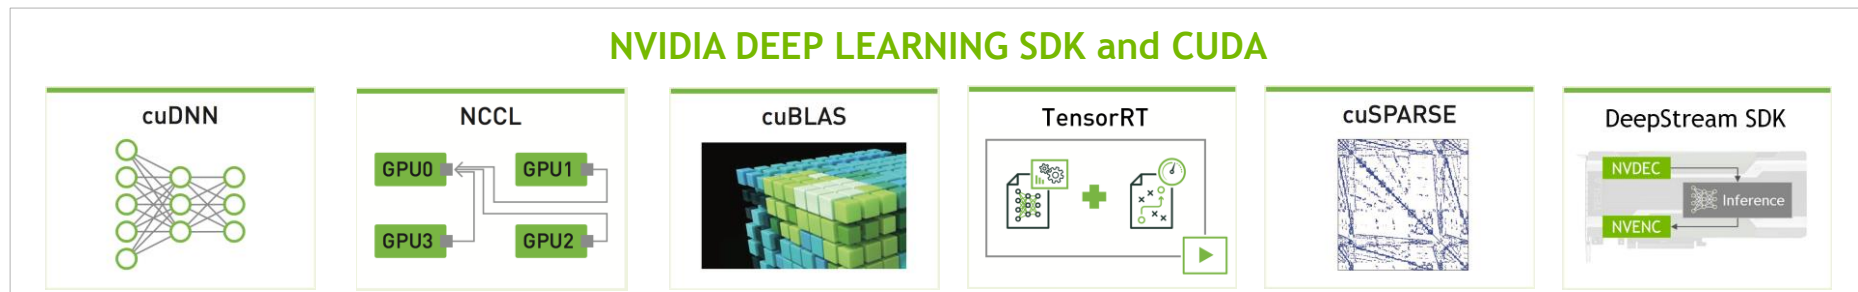 NVIDIA DEEP LEARNING SDK and CUDA
cuDNN
NCCL
GPU0
GPU1
GPU3
GPU2
cuBLAS
TensorRT
cuSPARSE
DeepStream SDK
NVDEC
Inference
NVENC